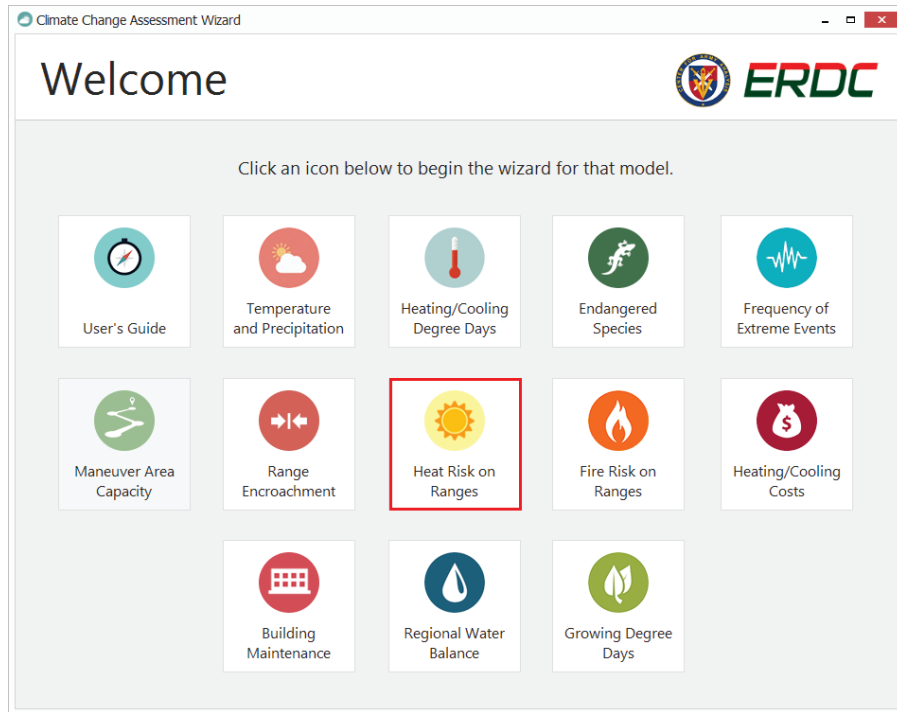 Climate Change Assessment Wizard
Welcome
ERDC
Click an icon below to begin the wizard for that model.
User's Guide
Temperature
and Precipitation
Heating/Cooling
Degree Days
Endangered
Species
Frequency of
Extreme Events
Maneuver Area
Capacity
Range
Encroachment
Heat Risk on
Ranges
Fire Risk on
Ranges
Heating/Cooling
Costs
$
Building
Maintenance
Regional Water
Balance
Growing Degree
Days